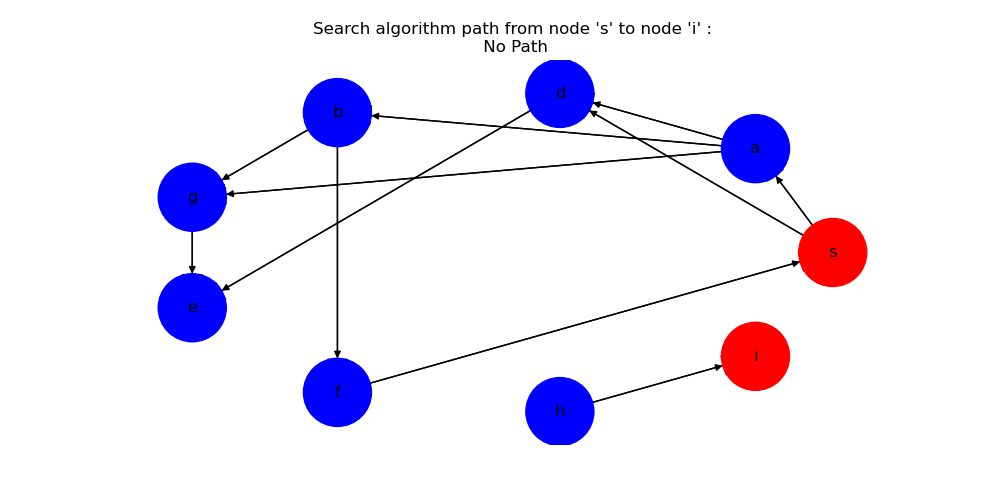 Search algorithm path from node 's' to node 'i' :
No Path
d
b
a
g
s
e
i
f
h